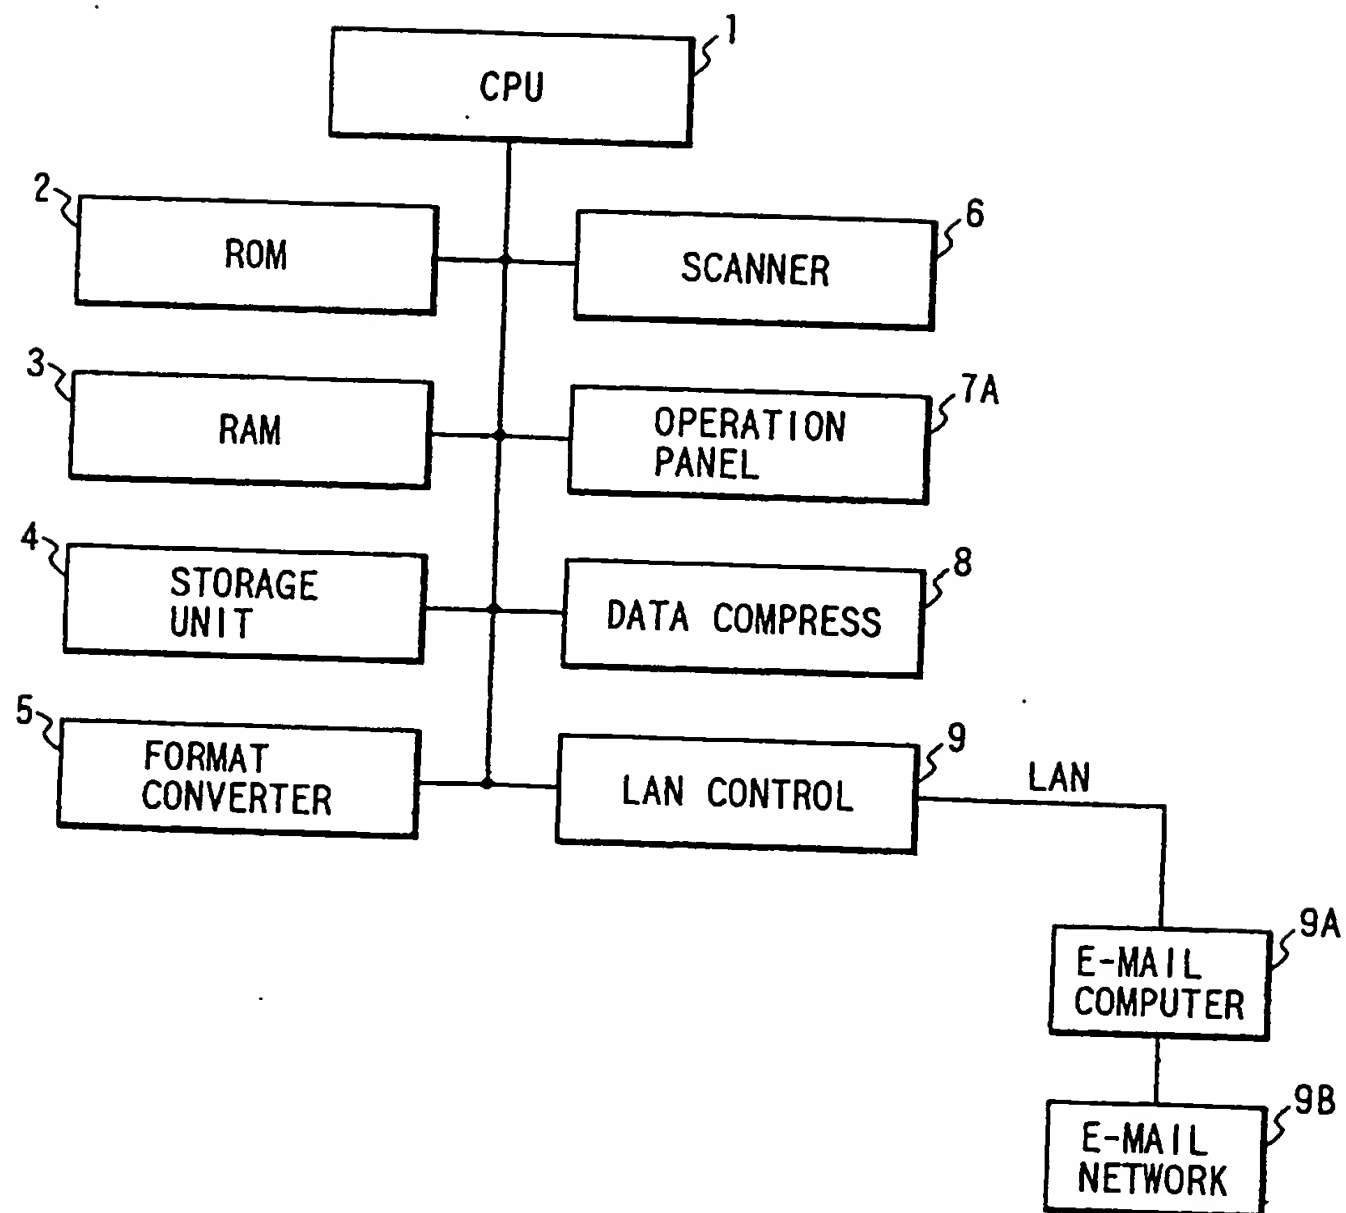 1
CPU
2
ROM
6
SCANNER
3
RAM
7A
OPERATION
PANEL
4
STORAGE
UNIT
8
DATA COMPRESS
5
FORMAT
CONVERTER
9
LAN CONTROL
LAN
9A
E-MAIL
COMPUTER
9B
E-MAIL
NETWORK